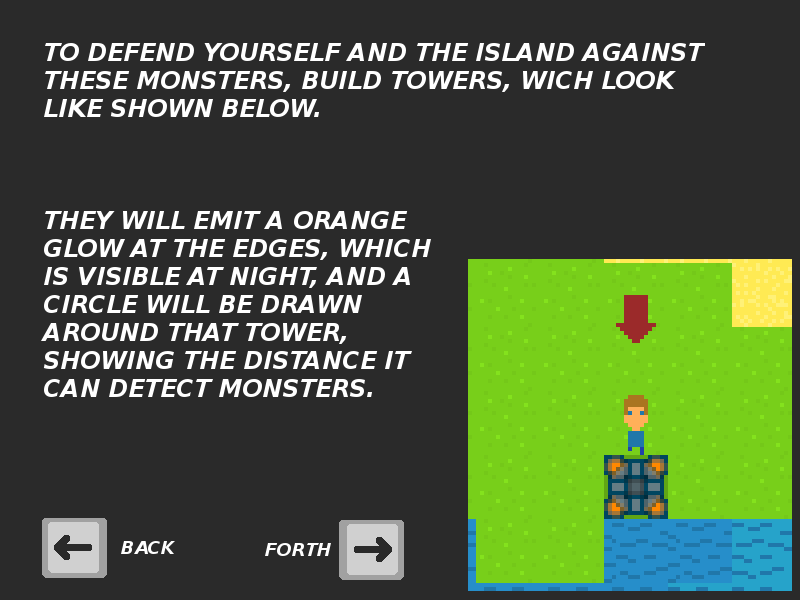 TO DEFEND YOURSELF AND THE ISLAND AGAINST
THESE MONSTERS, BUILD TOWERS, WICH LOOK
LIKE SHOWN BELOW.
THEY WILL EMIT A ORANGE
GLOW AT THE EDGES, WHICH
IS VISIBLE AT NIGHT, AND A
CIRCLE WILL BE DRAWN
AROUND THAT TOWER,
SHOWING THE DISTANCE IT
CAN DETECT MONSTERS.
BACK
FORTH